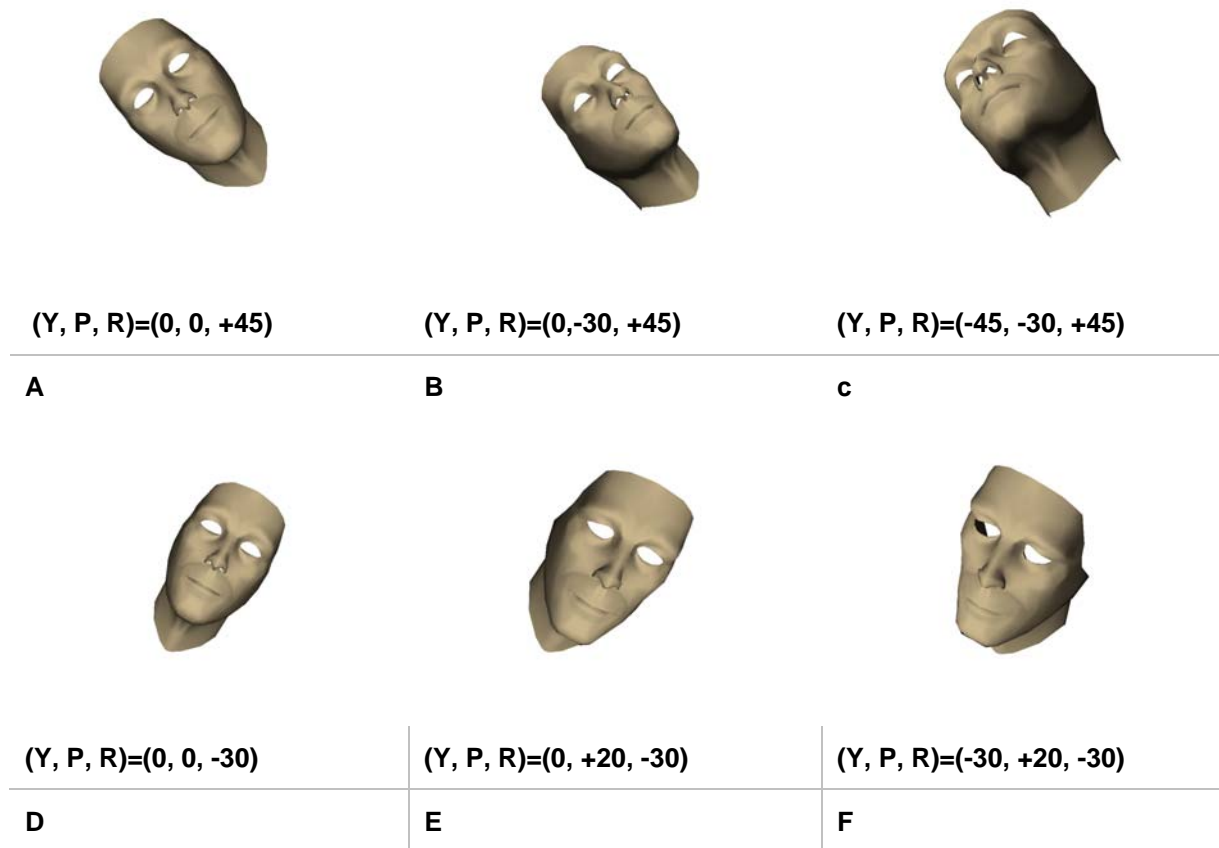 (Y, P, R)=(0, 0, +45) (Y, P, R)=(0,-30, +45) (Y, P, R)=(-45, -30, +45)
A B c
(Y, P, R)=(0, 0, -30) (Y, P, R)=(0, +20, -30) (Y, P, R)=(-30, +20, -30)
D E F